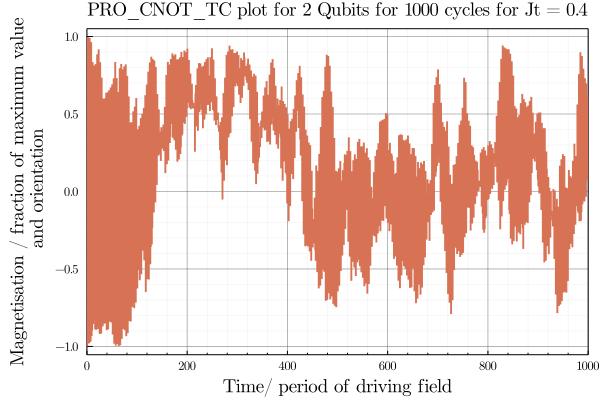 PRO_CNOT_TC plot for 2 Qubits for 1000 cycles for Jt = 0.4
Magnetisation / fraction of maximum value
and orientation
1.0
0.5
0.0
−0.5
−1.0
0 200 400 600 800 1000
Time/ period of driving field